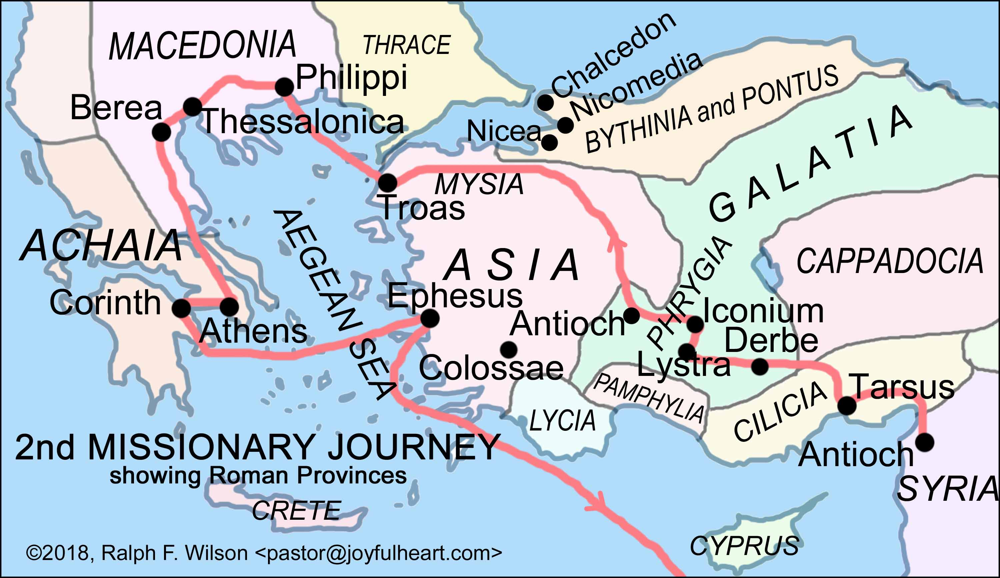 MACEDONIA
THRACE
Chalcedon
Nicomedia
Philippi
BYTHINIA and PONTUS
Berea
Thessalonica
Nicea
GALATIA
MYSIA
Troas
AEGEAN SEA
ACHAIA
ASIA
PHRYGIA
CAPPADOCIA
Ephesus
Corinth
Antioch
Iconium
Athens
Derbe
Colossae
Lystra
PAMPHYLIA
Tarsus
CILICIA
LYCIA
2nd MISSIONARY JOURNEY
showing Roman Provinces
Antioch
SYRIA
CRETE
CYPRUS
©2018, Ralph F. Wilson <pastor@joyfulheart.com>